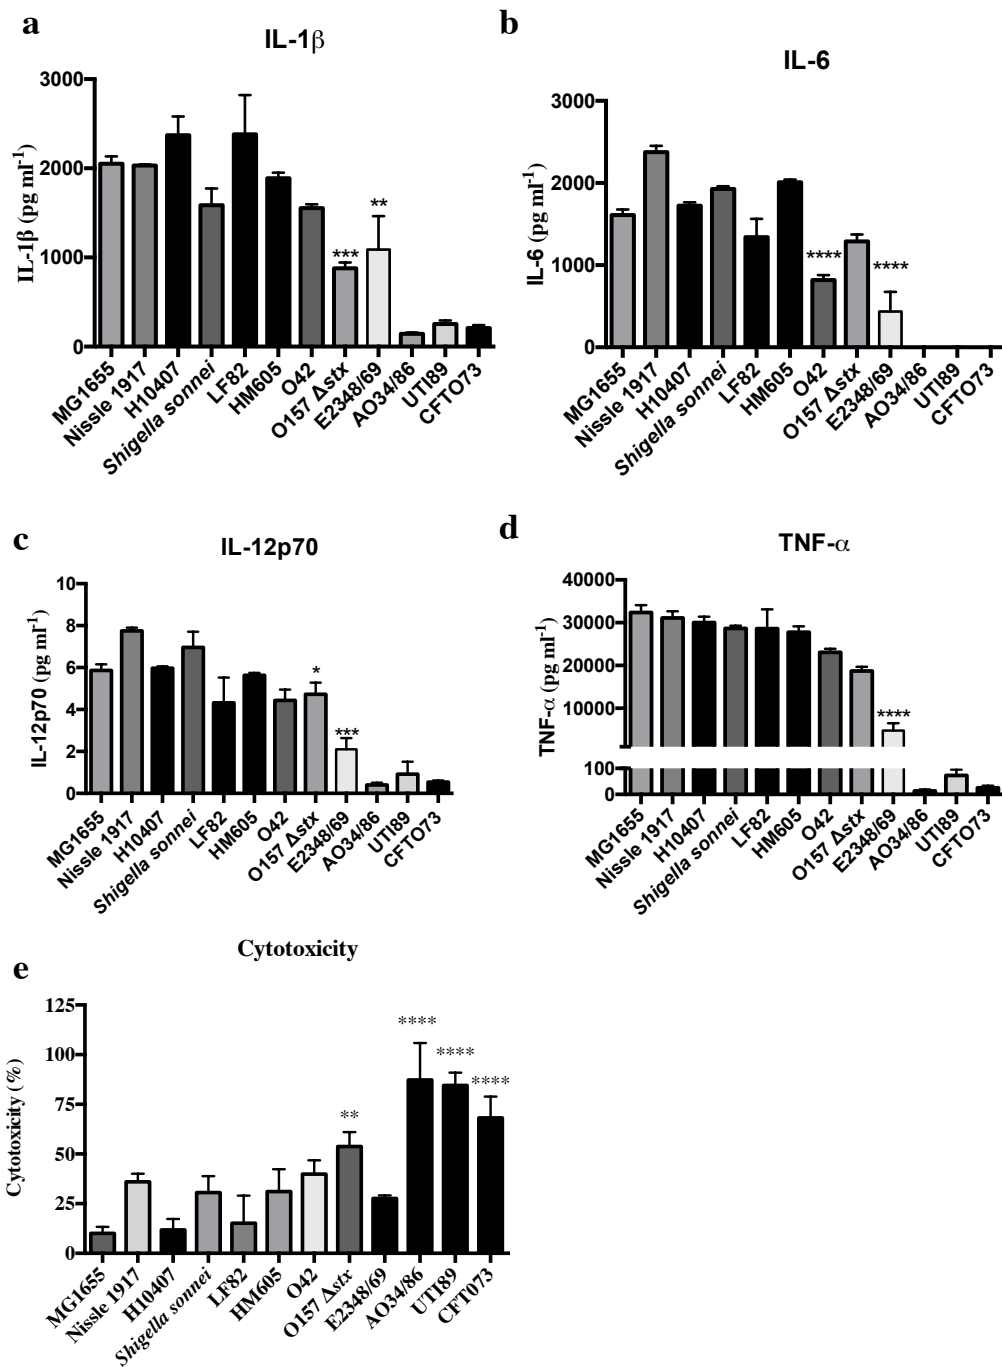 a
IL-1β
IL-1β (pg ml-1)
3000
2000
1000
0
***
**
MG1655
Nissle 1917
H10407
Shigella sonnei
LF82
HM605
O42
O157 Δstx
E2348/69
AO34/86
UTI89
CFTO73
b
IL-6
IL-6 (pg ml-1)
3000
2000
1000
0
****
****
MG1655
Nissle 1917
H10407
Shigella sonnei
LF82
HM605
O42
O157 Δstx
E2348/69
AO34/86
UTI89
CFTO73
c
IL-12p70
IL-12p70 (pg ml-1)
10
8
6
4
2
0
*
***
MG1655
Nissle 1917
H10407
Shigella sonnei
LF82
HM605
O42
O157 Δstx
E2348/69
AO34/86
UTI89
CFTO73
d
TNF-α
TNF-α (pg ml-1)
40000
30000
20000
10000
100
0
****
MG1655
Nissle 1917
H10407
Shigella sonnei
LF82
HM605
O42
O157 Δstx
E2348/69
AO34/86
UTI89
CFTO73
e
Cytotoxicity
Cytotoxicity (%)
125
100
75
50
25
0
**
****
****
****
MG1655
Nissle 1917
H10407
Shigella sonnei
LF82
HM605
O42
O157 Δstx
E2348/69
AO34/86
UTI89
CFT073